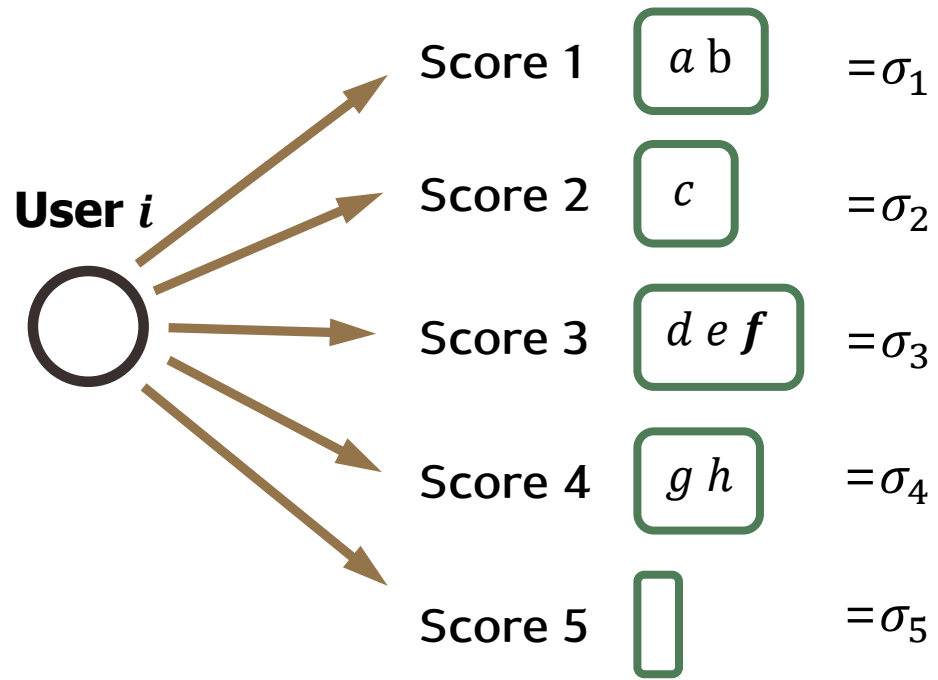 Score 1 a b =σ₁
Score 2 c =σ₂
User i
Score 3 d e f =σ₃
Score 4 g h =σ₄
Score 5 =σ₅